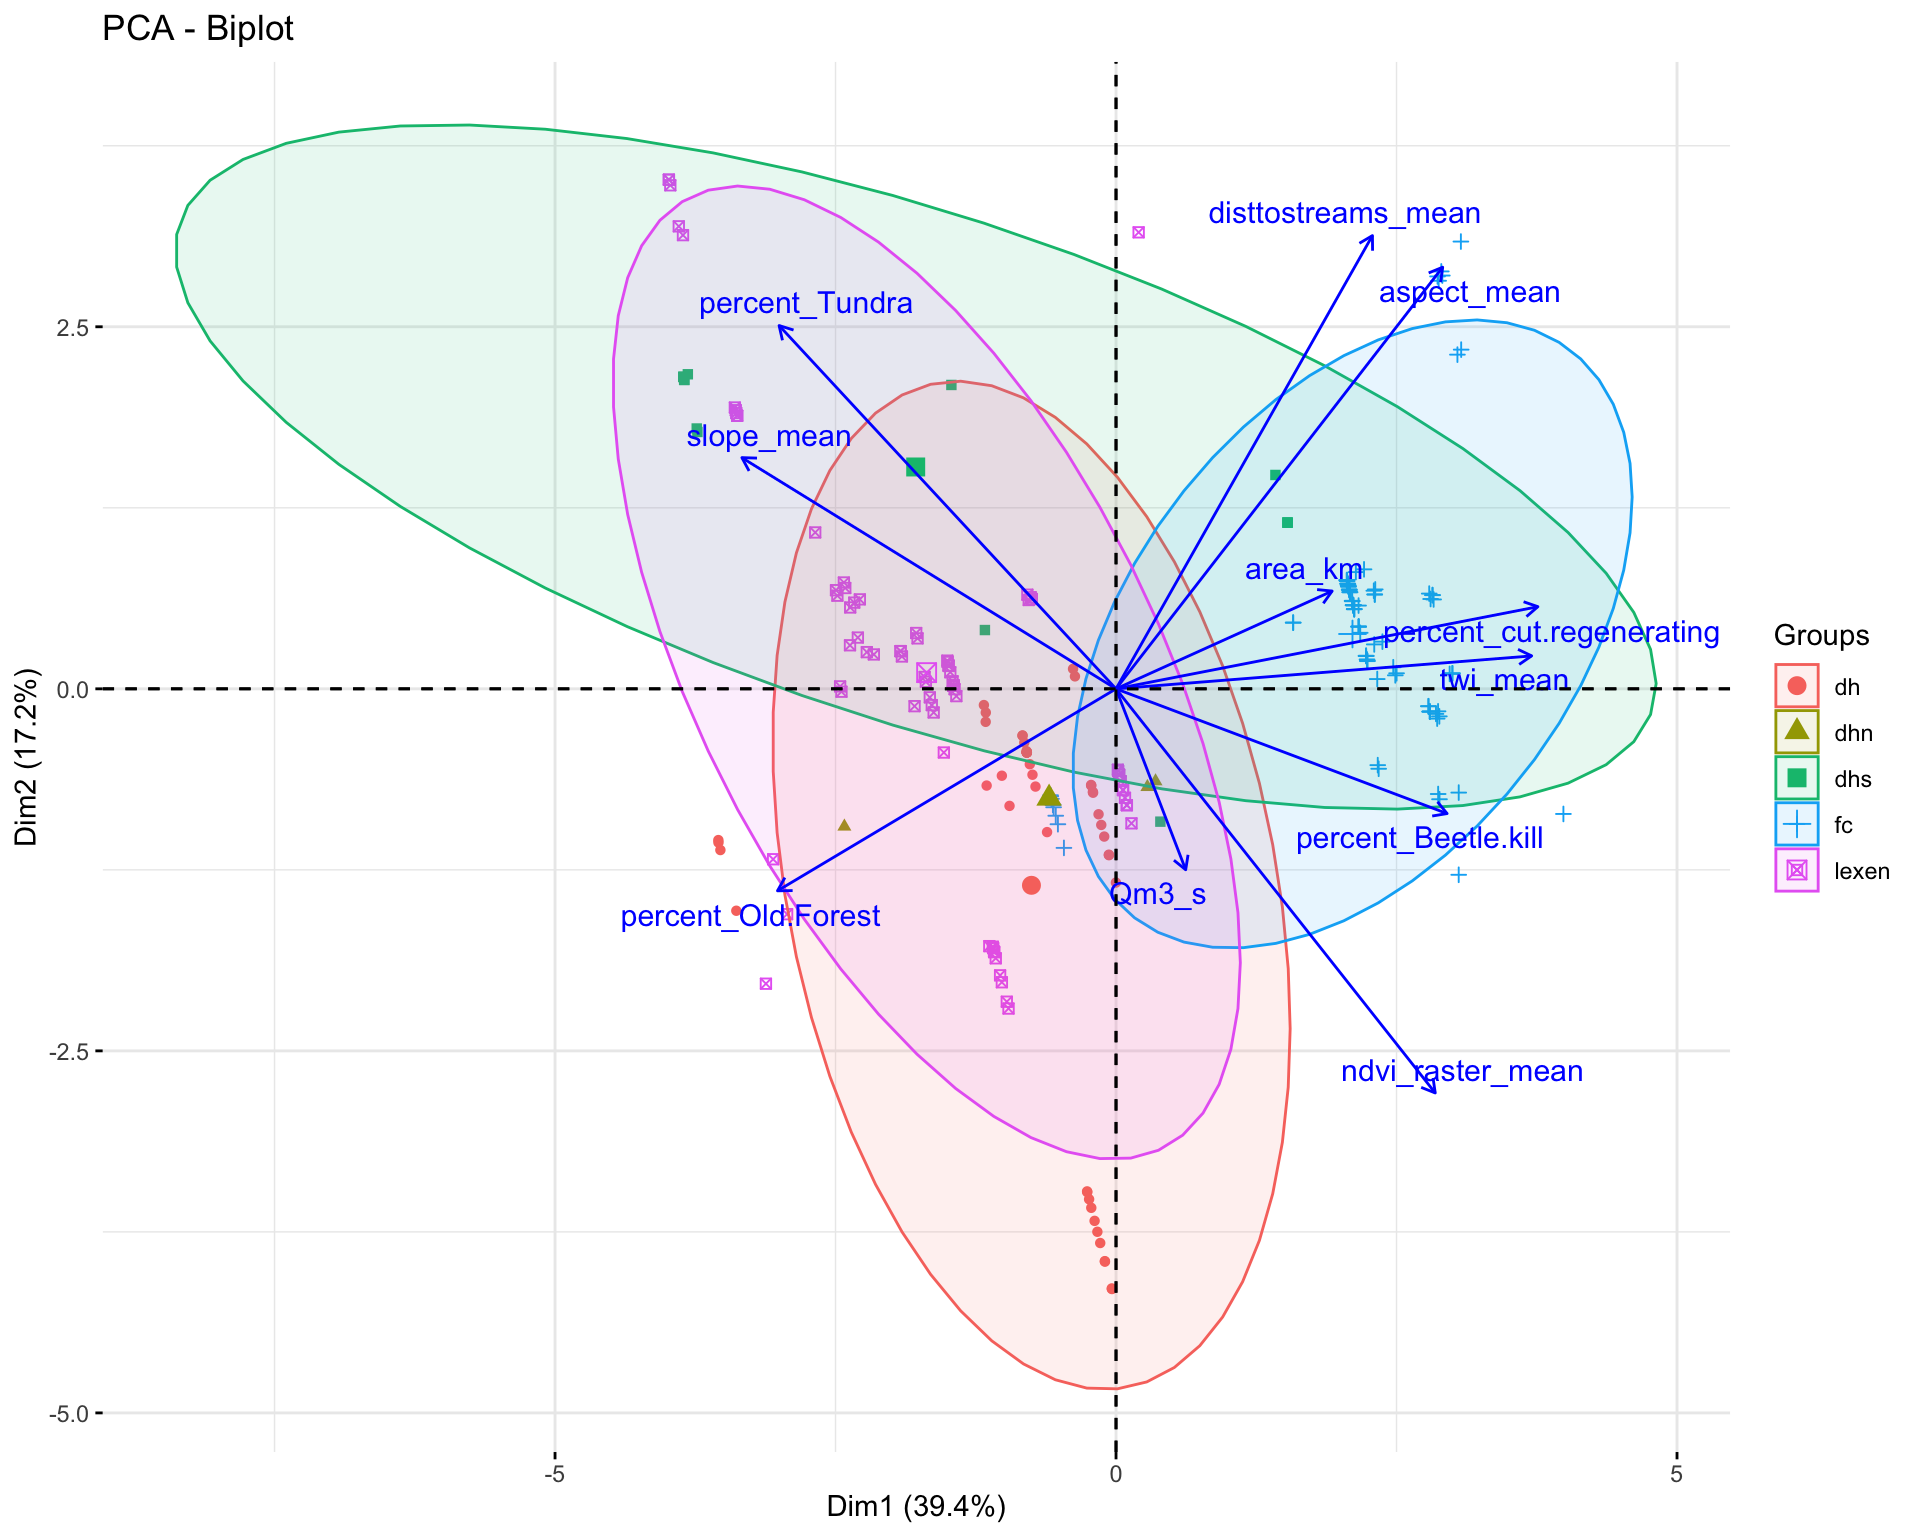 PCA - Biplot
disttostreams_mean
aspect_mean
percent_Tundra
2.5
slope_mean
area_km
percent_cut.regenerating
Groups
twi_mean
dh
0.0
dhn
dhs
percent_Beetle.kill
fc
Qm3_s
lexen
percent_Old.Forest
Dim2 (17.2%)
-2.5
ndvi_raster_mean
-5.0
-5
0
5
Dim1 (39.4%)